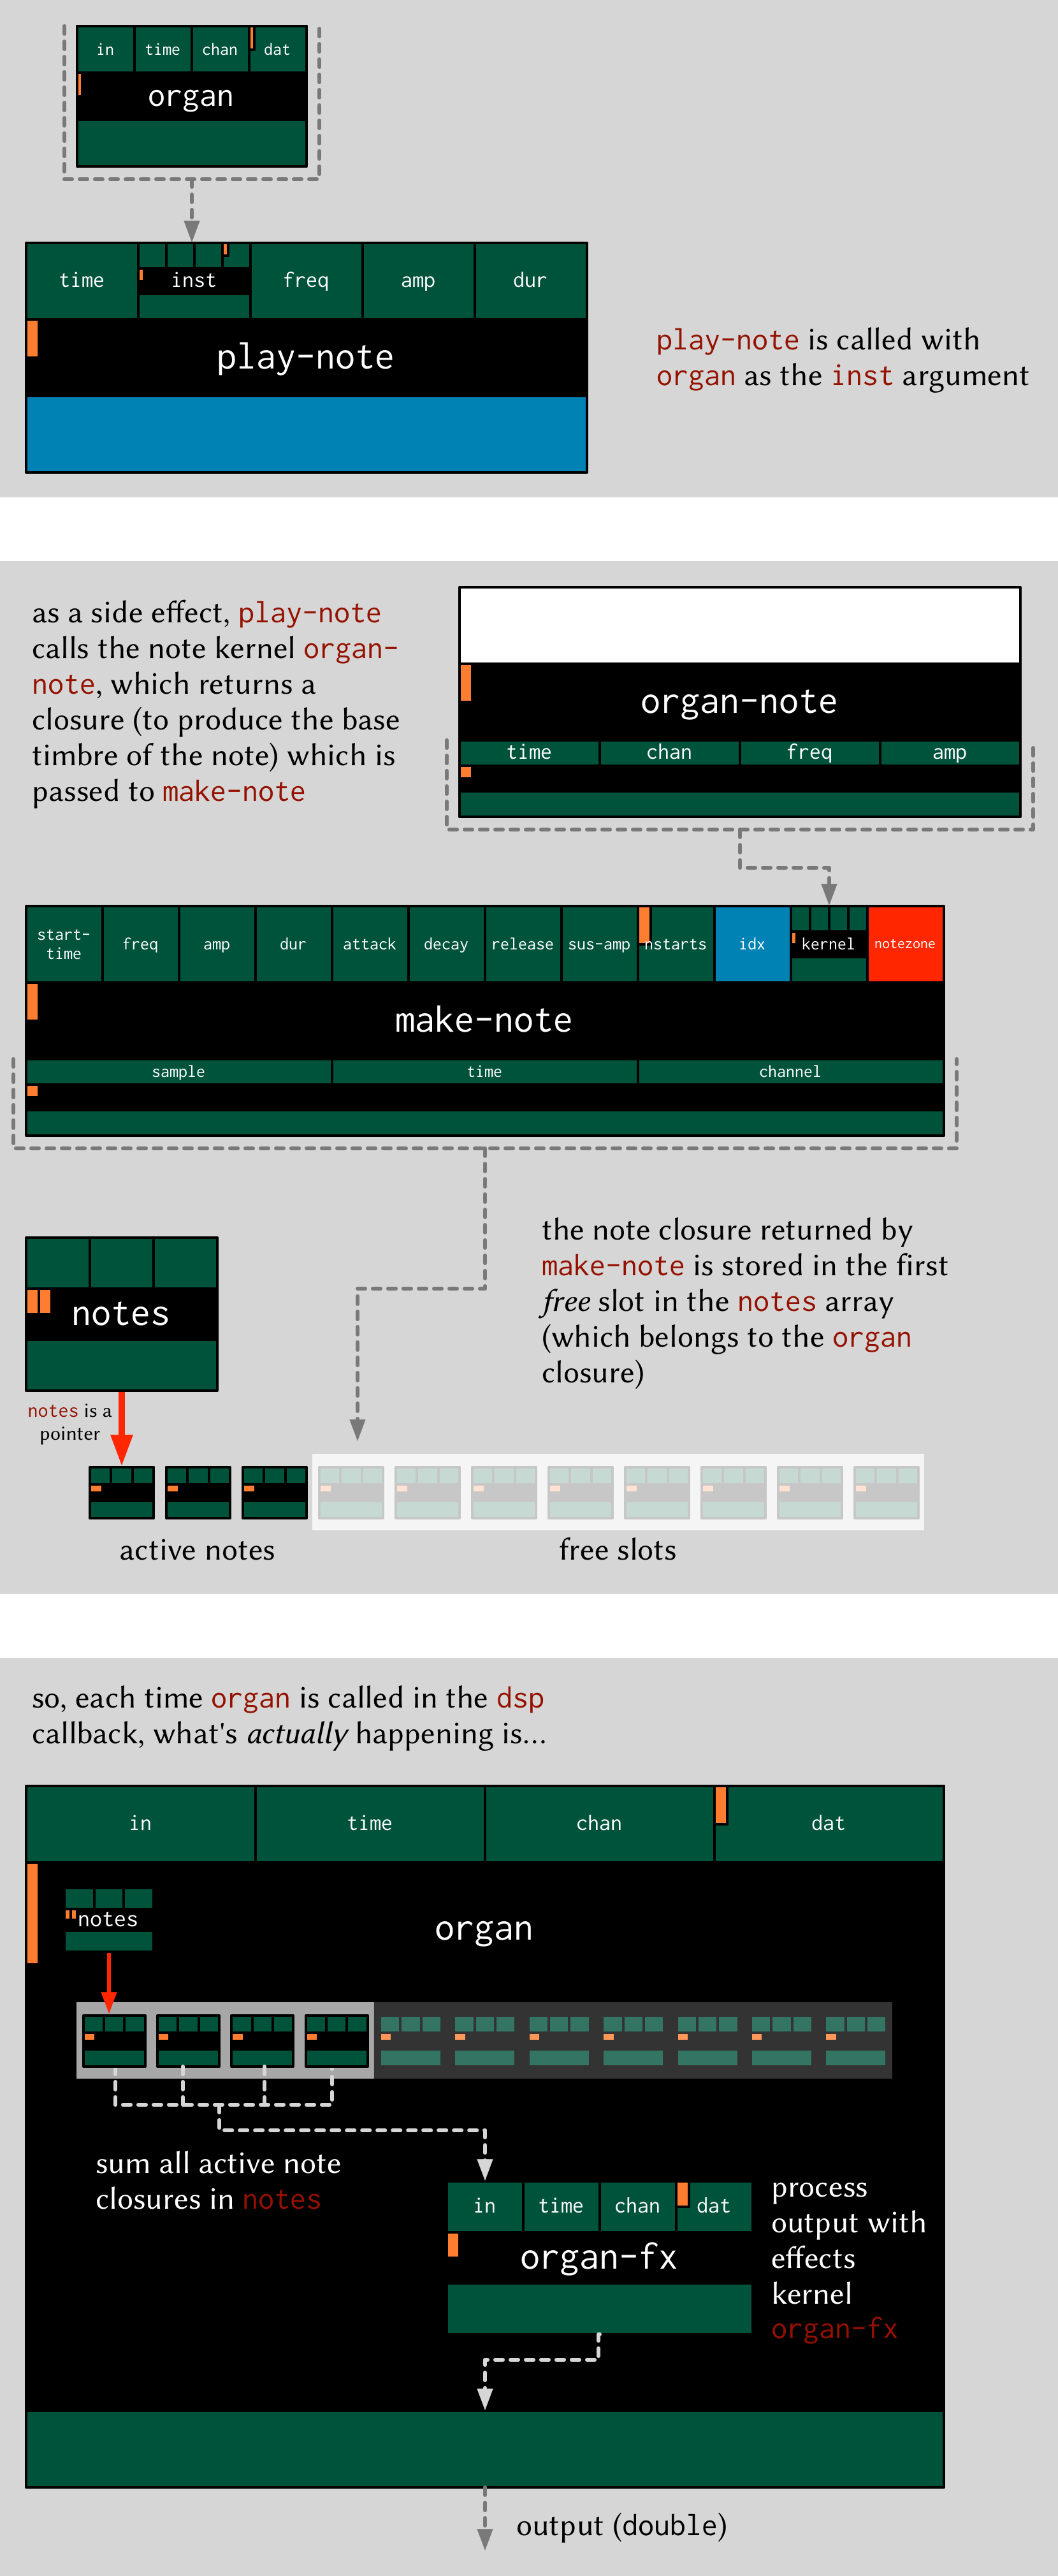 in time chan dat
organ
time inst freq amp dur
play-note
play-note is called with
organ as the inst argument
as a side effect, play-note
calls the note kernel organ-
note, which returns a
closure (to produce the base
timbre of the note) which is
passed to make-note
organ-note
time chan freq amp
start-
time freq amp dur attack decay release sus-amp nstarts idx kernel notezone
make-note
sample time channel
the note closure returned by
make-note is stored in the first
free slot in the notes array
(which belongs to the organ
closure)
notes
notes is a
pointer
active notes
free slots
so, each time organ is called in the dsp
callback, what's actually happening is...
in time chan dat
notes
organ
sum all active note
closures in notes
in time chan dat
organ-fx
process
output with
effects
kernel
organ-fx
output (double)